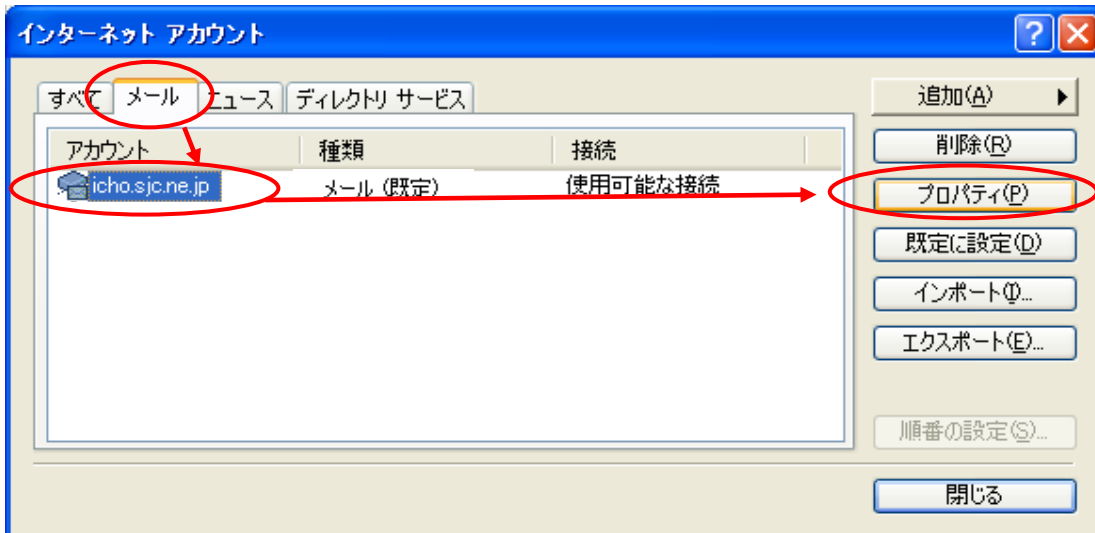 インターネット アカウント
すべて メール ニュース ディレクトリ サービス
追加(A)
アカウント 種類 接続
削除(R)
icho.sjc.ne.jp メール (既定) 使用可能な接続
プロパティ(P)
既定に設定(D)
インポート(I)...
エクスポート(E)...
順番の設定(S)...
閉じる